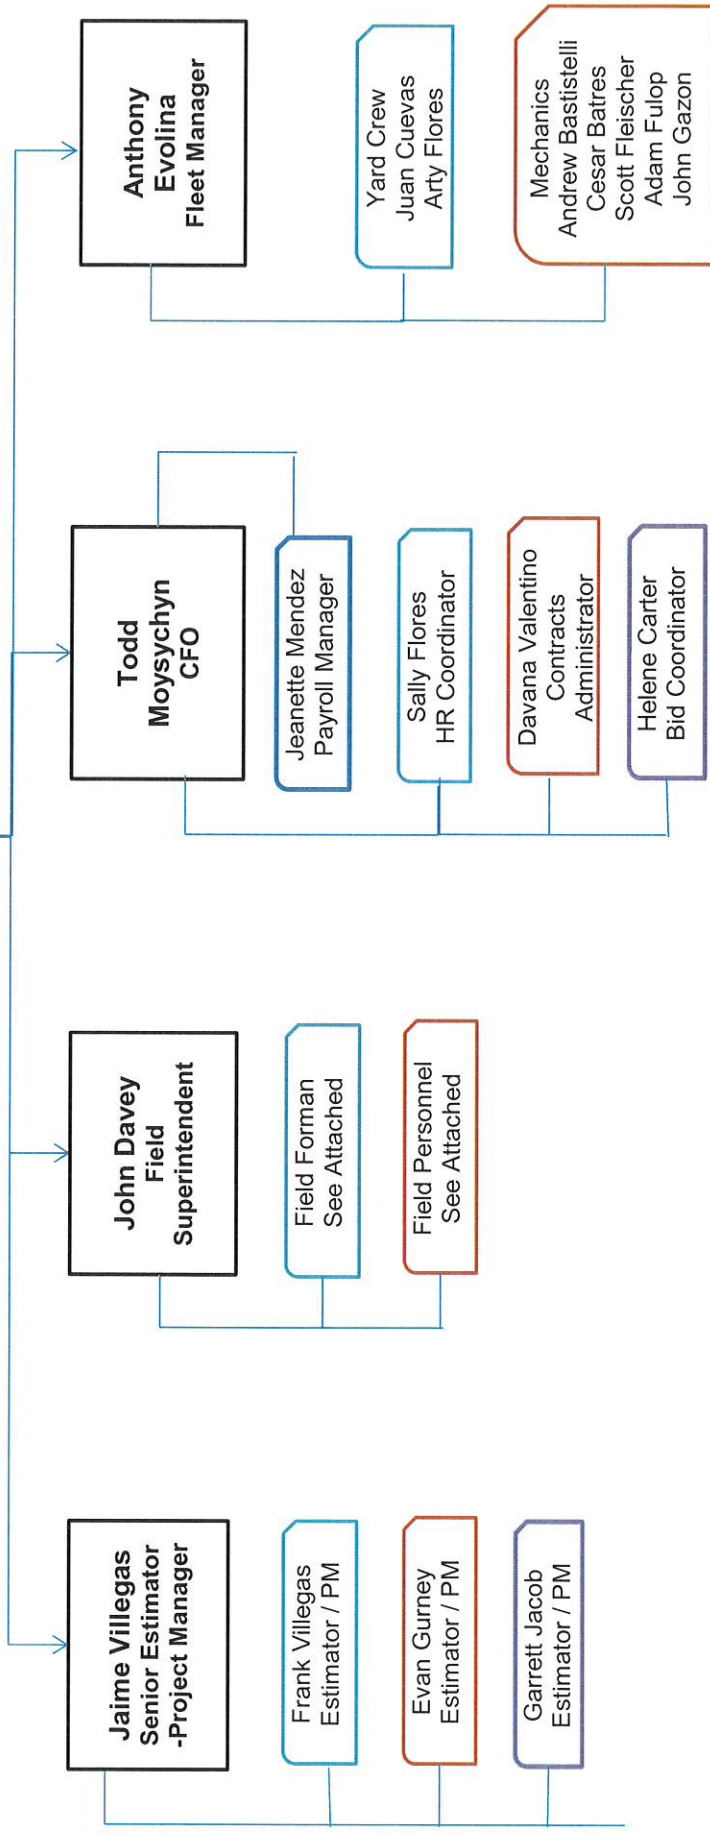 Jaime Villegas
Senior Estimator
-Project Manager
Frank Villegas
Estimator / PM
Evan Gurney
Estimator / PM
Garrett Jacob
Estimator / PM
John Davey
Field
Superintendent
Field Forman
See Attached
Field Personnel
See Attached
Todd
Moysychyn
CFO
Jeanette Mendez
Payroll Manager
Sally Flores
HR Coordinator
Davana Valentino
Contracts
Administrator
Helene Carter
Bid Coordinator
Anthony
Evolina
Fleet Manager
Yard Crew
Juan Cuevas
Arty Flores
Mechanics
Andrew Bastistelli
Cesar Batres
Scott Fleischer
Adam Fulop
John Gazon